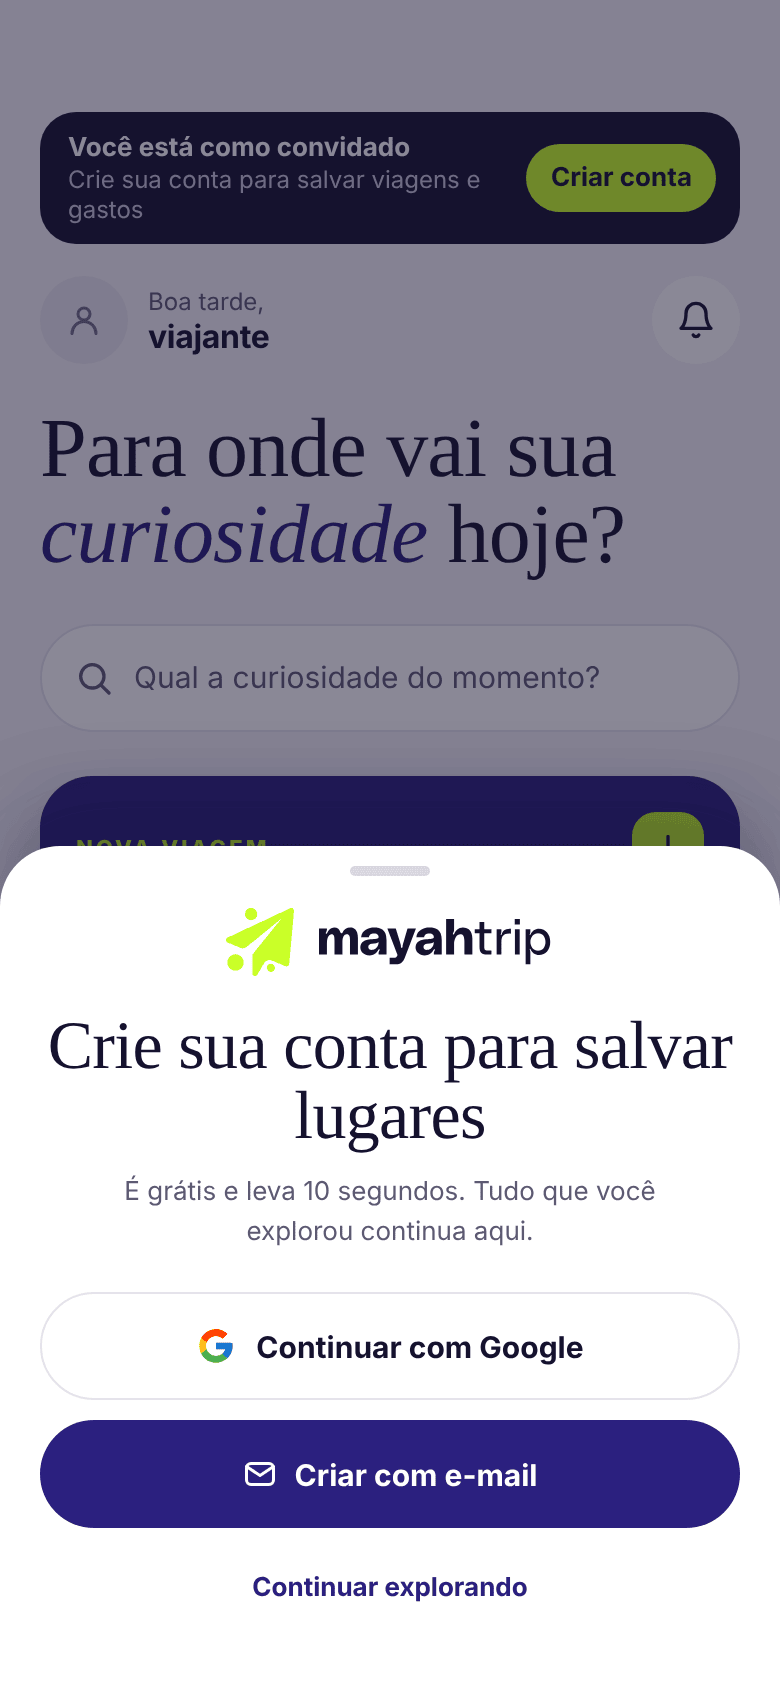 Você está como convidado
Crie sua conta para salvar viagens e
gastos
Criar conta
Boa tarde,
viajante
Para onde vai sua
curiosidade hoje?
Qual a curiosidade do momento?
NOVA VIAGEM
mayahtrip
Crie sua conta para salvar
lugares
É grátis e leva 10 segundos. Tudo que você
explorou continua aqui.
Continuar com Google
Criar com e-mail
Continuar explorando